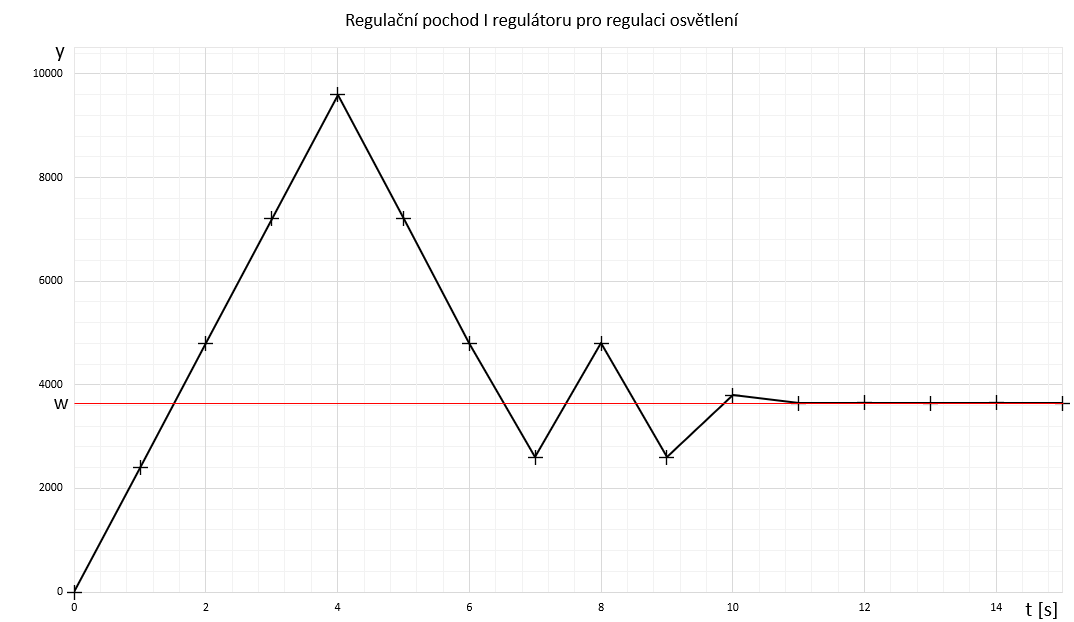 Regulační pochod I regulátoru pro regulaci osvětlení
y
10000
8000
6000
4000
W
2000
0
0 2 4 6 8 10 12 14 t [s]